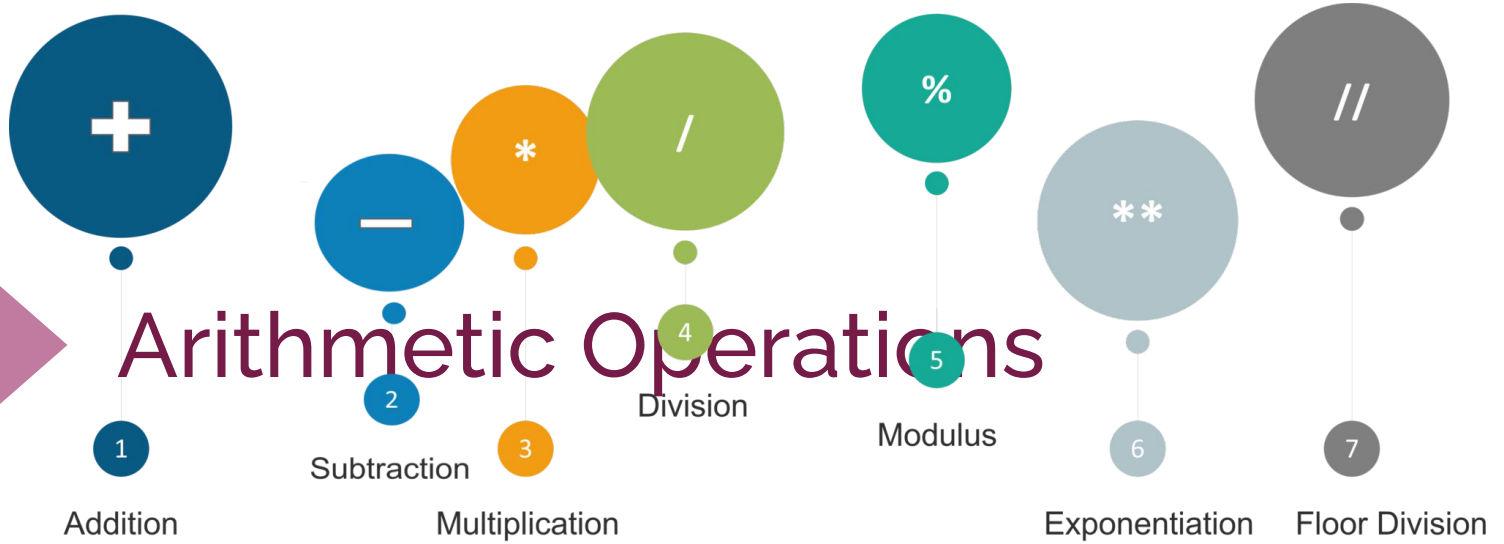 +
−
*
/
%
**
//
Arithmetic Operations
1
2
3
4
5
6
7
Addition
Subtraction
Multiplication
Division
Modulus
Exponentiation
Floor Division